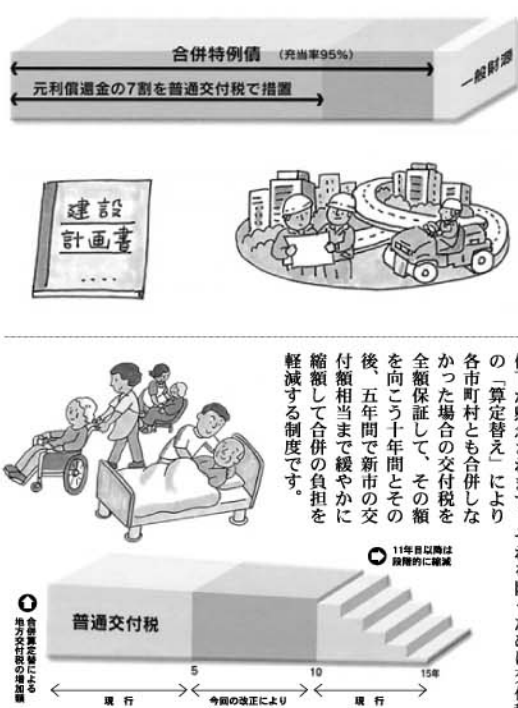 合併特例債 (充当率95%)
一般財源
元利償還金の7割を普通交付税で措置
建設
計画書
‥‥
の「算定替え」により
各市町村とも合併しな
かった場合の交付税を
全額保証して、その額
を向こう十年間とその
後、五年間で新市の交
付額相当まで緩やかに
縮額して合併の負担を
軽減する制度です。
11年目以降は
段階的に縮減
普通交付税
合併算定替による
地方交付税の増加額
5
10
15年
現行
今回の改正により
現行